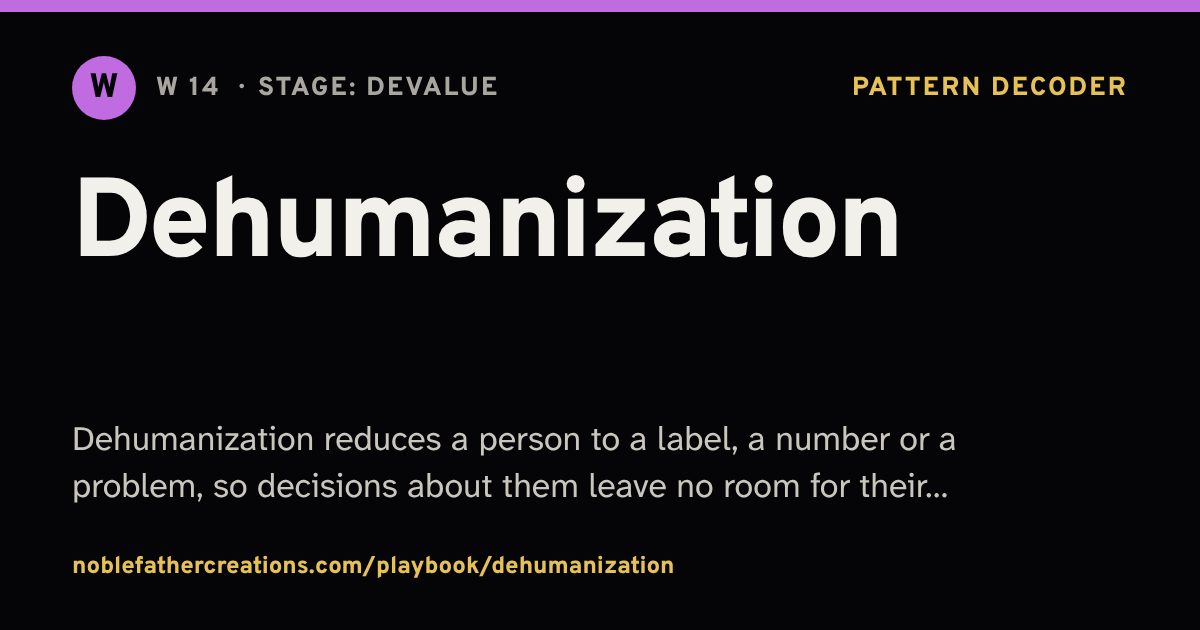 W
W 14 · STAGE: DEVALUE
PATTERN DECODER
Dehumanization
Dehumanization reduces a person to a label, a number or a
problem, so decisions about them leave no room for their...
noblefathercreations.com/playbook/dehumanization